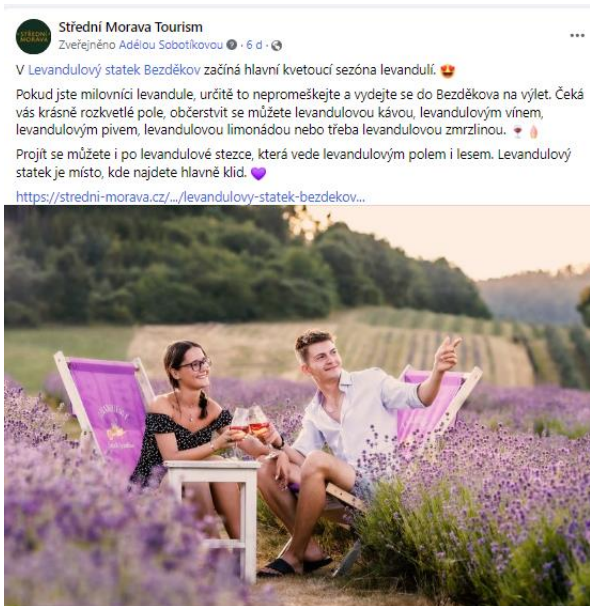 STŘEDNÍ
MORAVA
Střední Morava Tourism
Zveřejněno Adélou Sobotíkovou · 6 d ·
V Levandulový statek Bezděkov začíná hlavní kvetoucí sezóna levandulí. 🤩
Pokud jste milovníci levandule, určitě to nepromeškejte a vydejte se do Bezděkova na výlet. Čeká
vás krásně rozkvetlé pole, občerstvit se můžete levandulovou kávou, levandulovým vínem,
levandulovým pivem, levandulovou limonádou nebo třeba levandulovou zmrzlinou. 🍷🍦
Projít se můžete i po levandulové stezce, která vede levandulovým polem i lesem. Levandulový
statek je místo, kde najdete hlavně klid. 💜
https://stredni-morava.cz/.../levandulovy-statek-bezdekov...